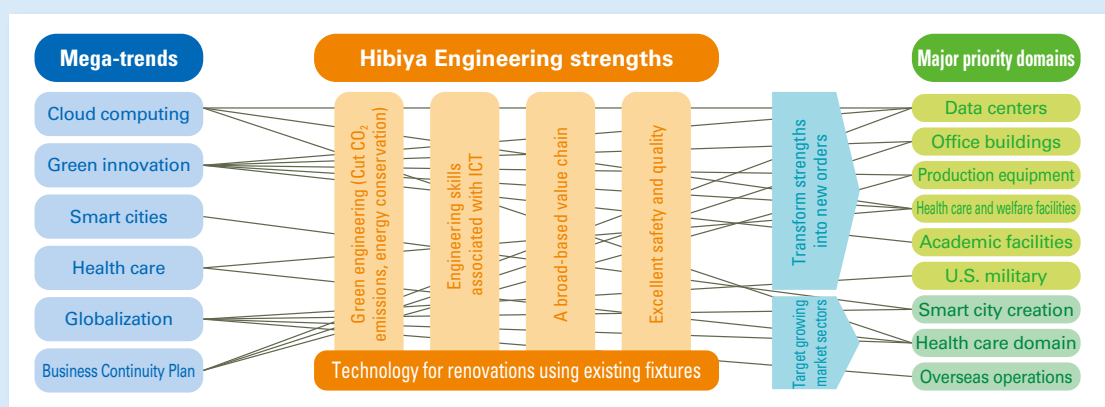 Mega-trends
Cloud computing
Green innovation
Smart cities
Health care
Globalization
Business Continuity Plan
Hibiya Engineering strengths
Green engineering (Cut CO₂
emissions, energy conservation)
Engineering skills
associated with ICT
A broad-based value chain
Excellent safety and quality
Technology for renovations using existing fixtures
Transform strengths
into new orders
Target growing
market sectors
Major priority domains
Data centers
Office buildings
Production equipment
Health care and welfare facilities
Academic facilities
U.S. military
Smart city creation
Health care domain
Overseas operations